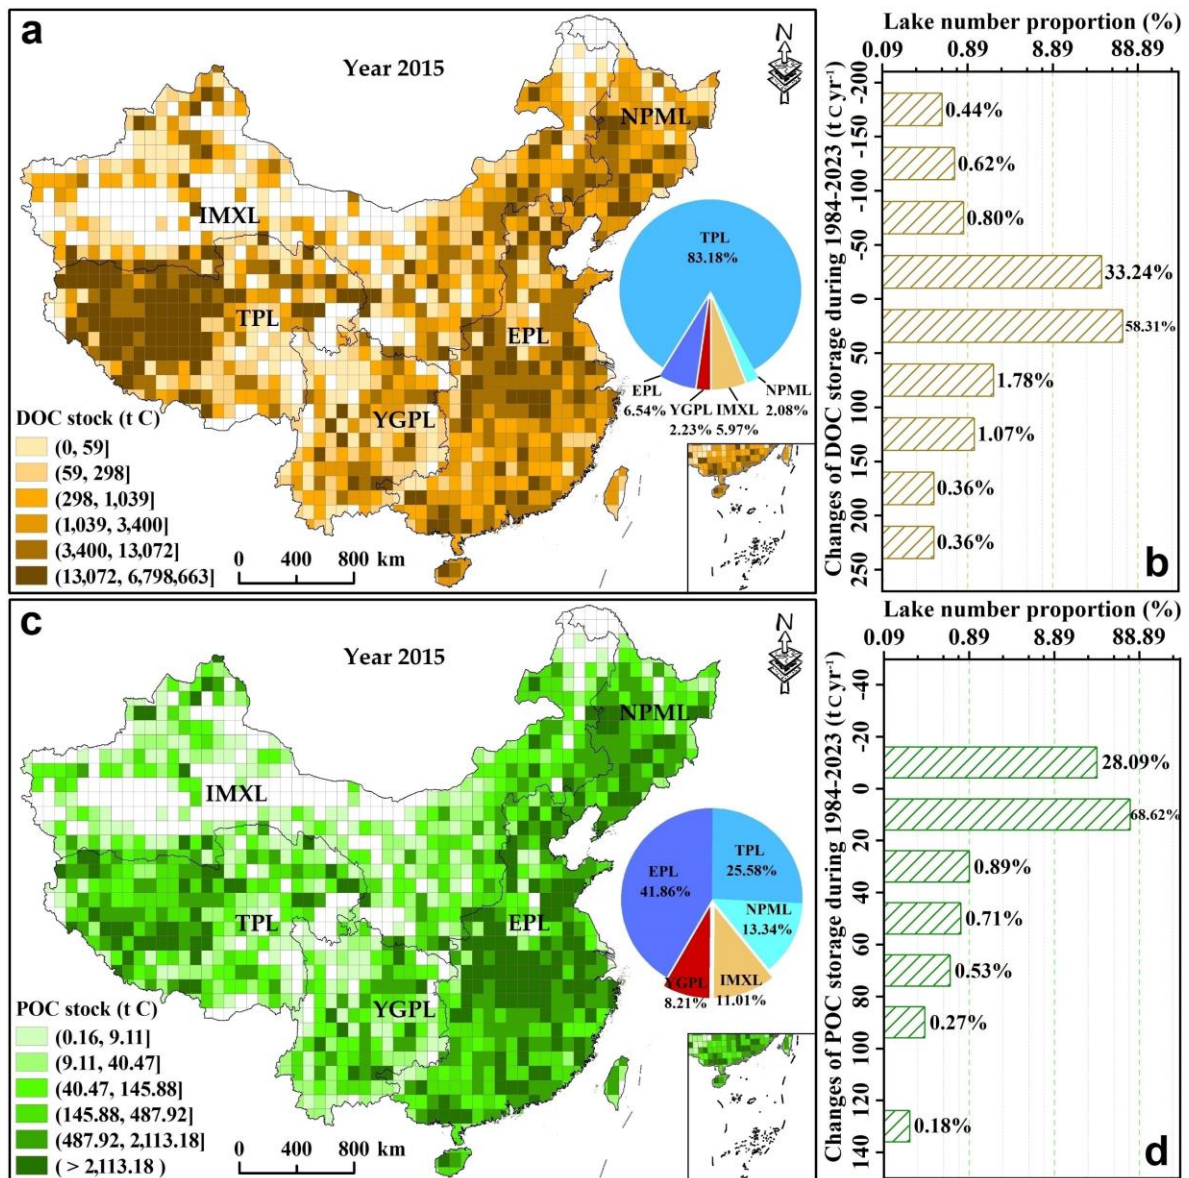 a
Year 2015
N
NPML
IMXL
TPL
EPL
YGPL
TPL
83.18%
EPL
6.54%
YGPL
2.23%
IMXL
5.97%
NPML
2.08%
DOC stock (t C)
(0, 59]
(59, 298]
(298, 1,039]
(1,039, 3,400]
(3,400, 13,072]
(13,072, 6,798,663]
0 400 800 km
Lake number proportion (%)
0.09 0.89 8.89 88.89
Changes of DOC storage during 1984-2023 (t C yr⁻¹)
-200
-150
-100
-50
0
50
100
150
200
250
0.44%
0.62%
0.80%
33.24%
58.31%
1.78%
1.07%
0.36%
0.36%
b
c
Year 2015
N
NPML
IMXL
TPL
EPL
YGPL
EPL
41.86%
TPL
25.58%
NPML
13.34%
YGPL
8.21%
IMXL
11.01%
POC stock (t C)
(0.16, 9.11]
(9.11, 40.47]
(40.47, 145.88]
(145.88, 487.92]
(487.92, 2,113.18]
( > 2,113.18 )
0 400 800 km
Lake number proportion (%)
0.09 0.89 8.89 88.89
Changes of POC storage during 1984-2023 (t C yr⁻¹)
-40
-20
0
20
40
60
80
100
120
140
28.09%
68.62%
0.89%
0.71%
0.53%
0.27%
0.18%
d